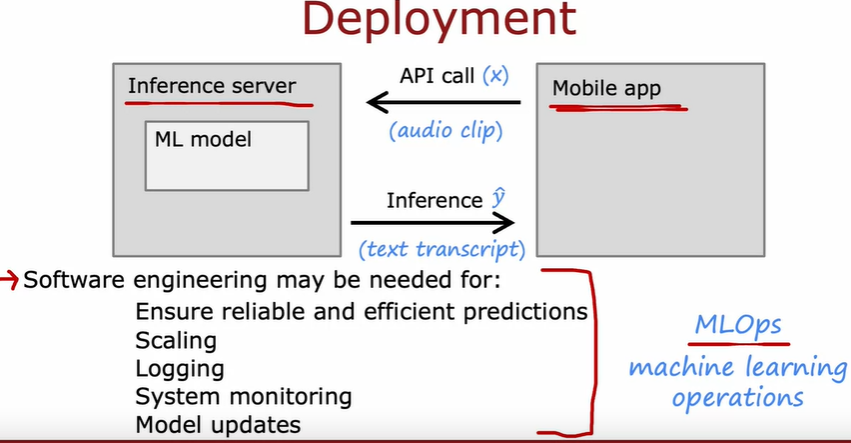 Deployment
Inference server
ML model
API call (x)
(audio clip)
Mobile app
Inference ŷ
(text transcript)
Software engineering may be needed for:
Ensure reliable and efficient predictions
Scaling
Logging
System monitoring
Model updates
MLOps
machine learning
operations